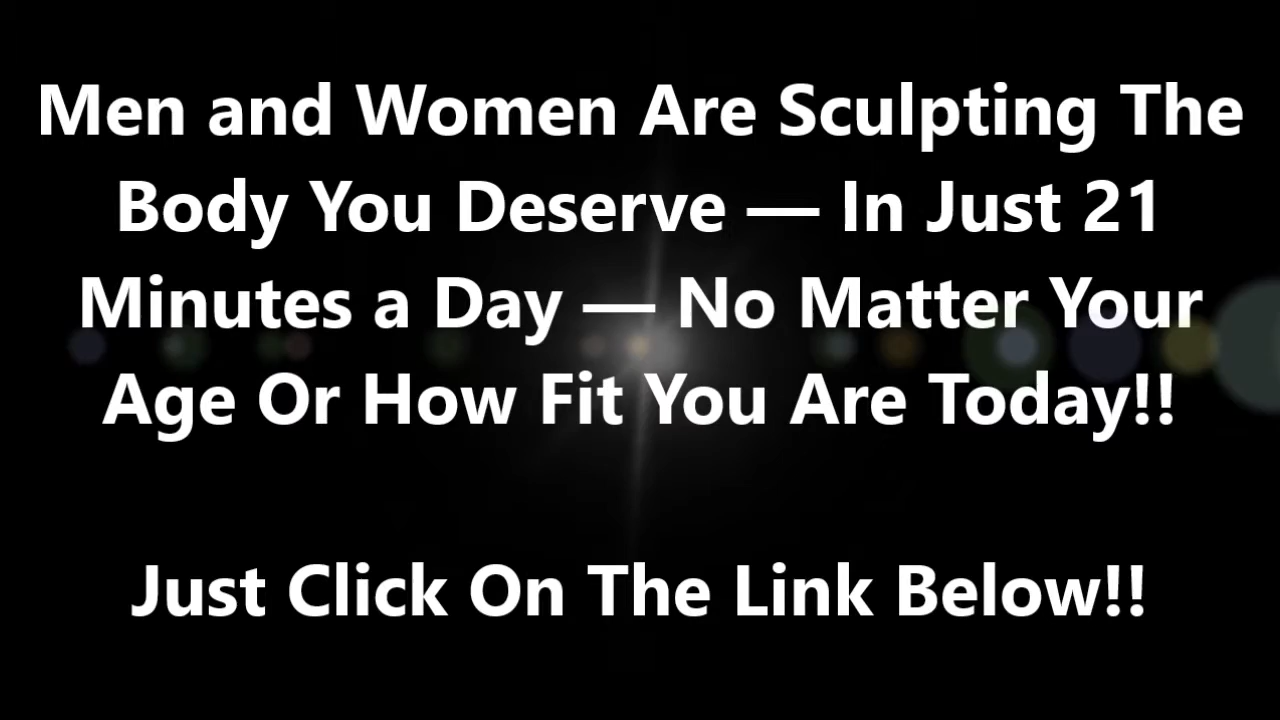 Men and Women Are Sculpting The
Body You Deserve — In Just 21
Minutes a Day — No Matter Your
Age Or How Fit You Are Today!!
Just Click On The Link Below!!